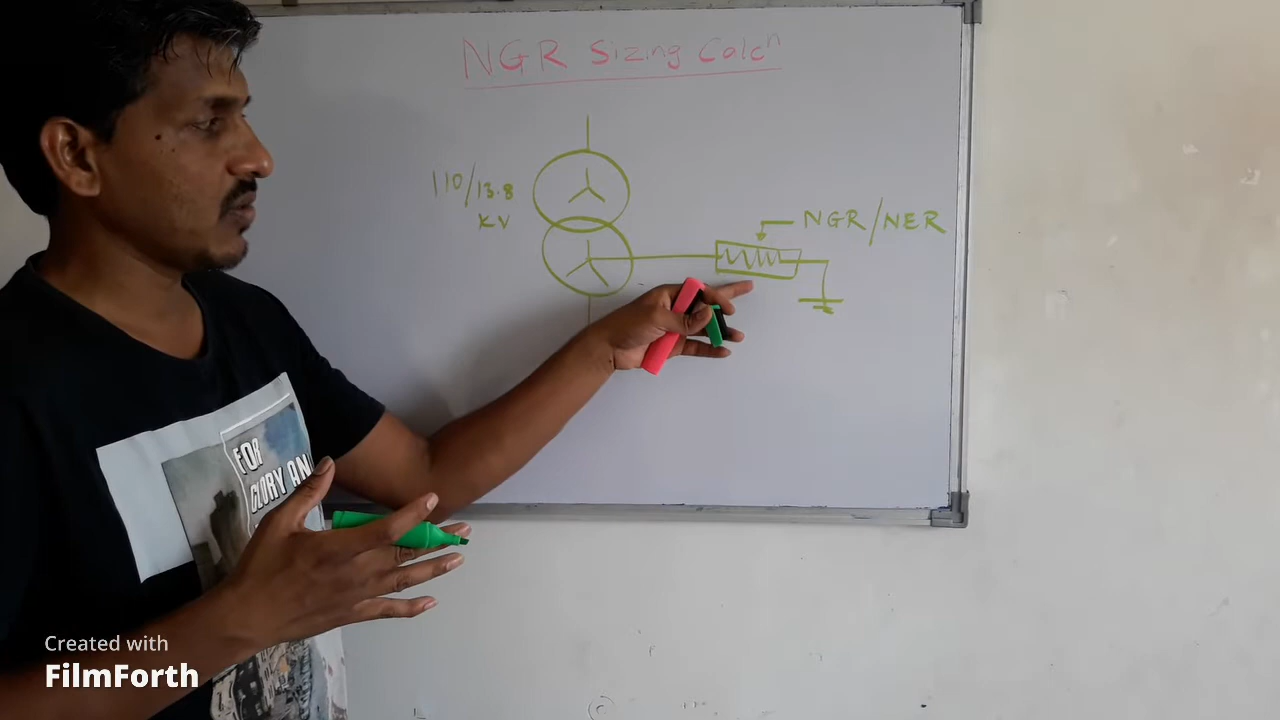 NGR Sizing Calcⁿ
110/13.8
KV
NGR/NER
FOR
GLORY AN
Created with
FilmForth